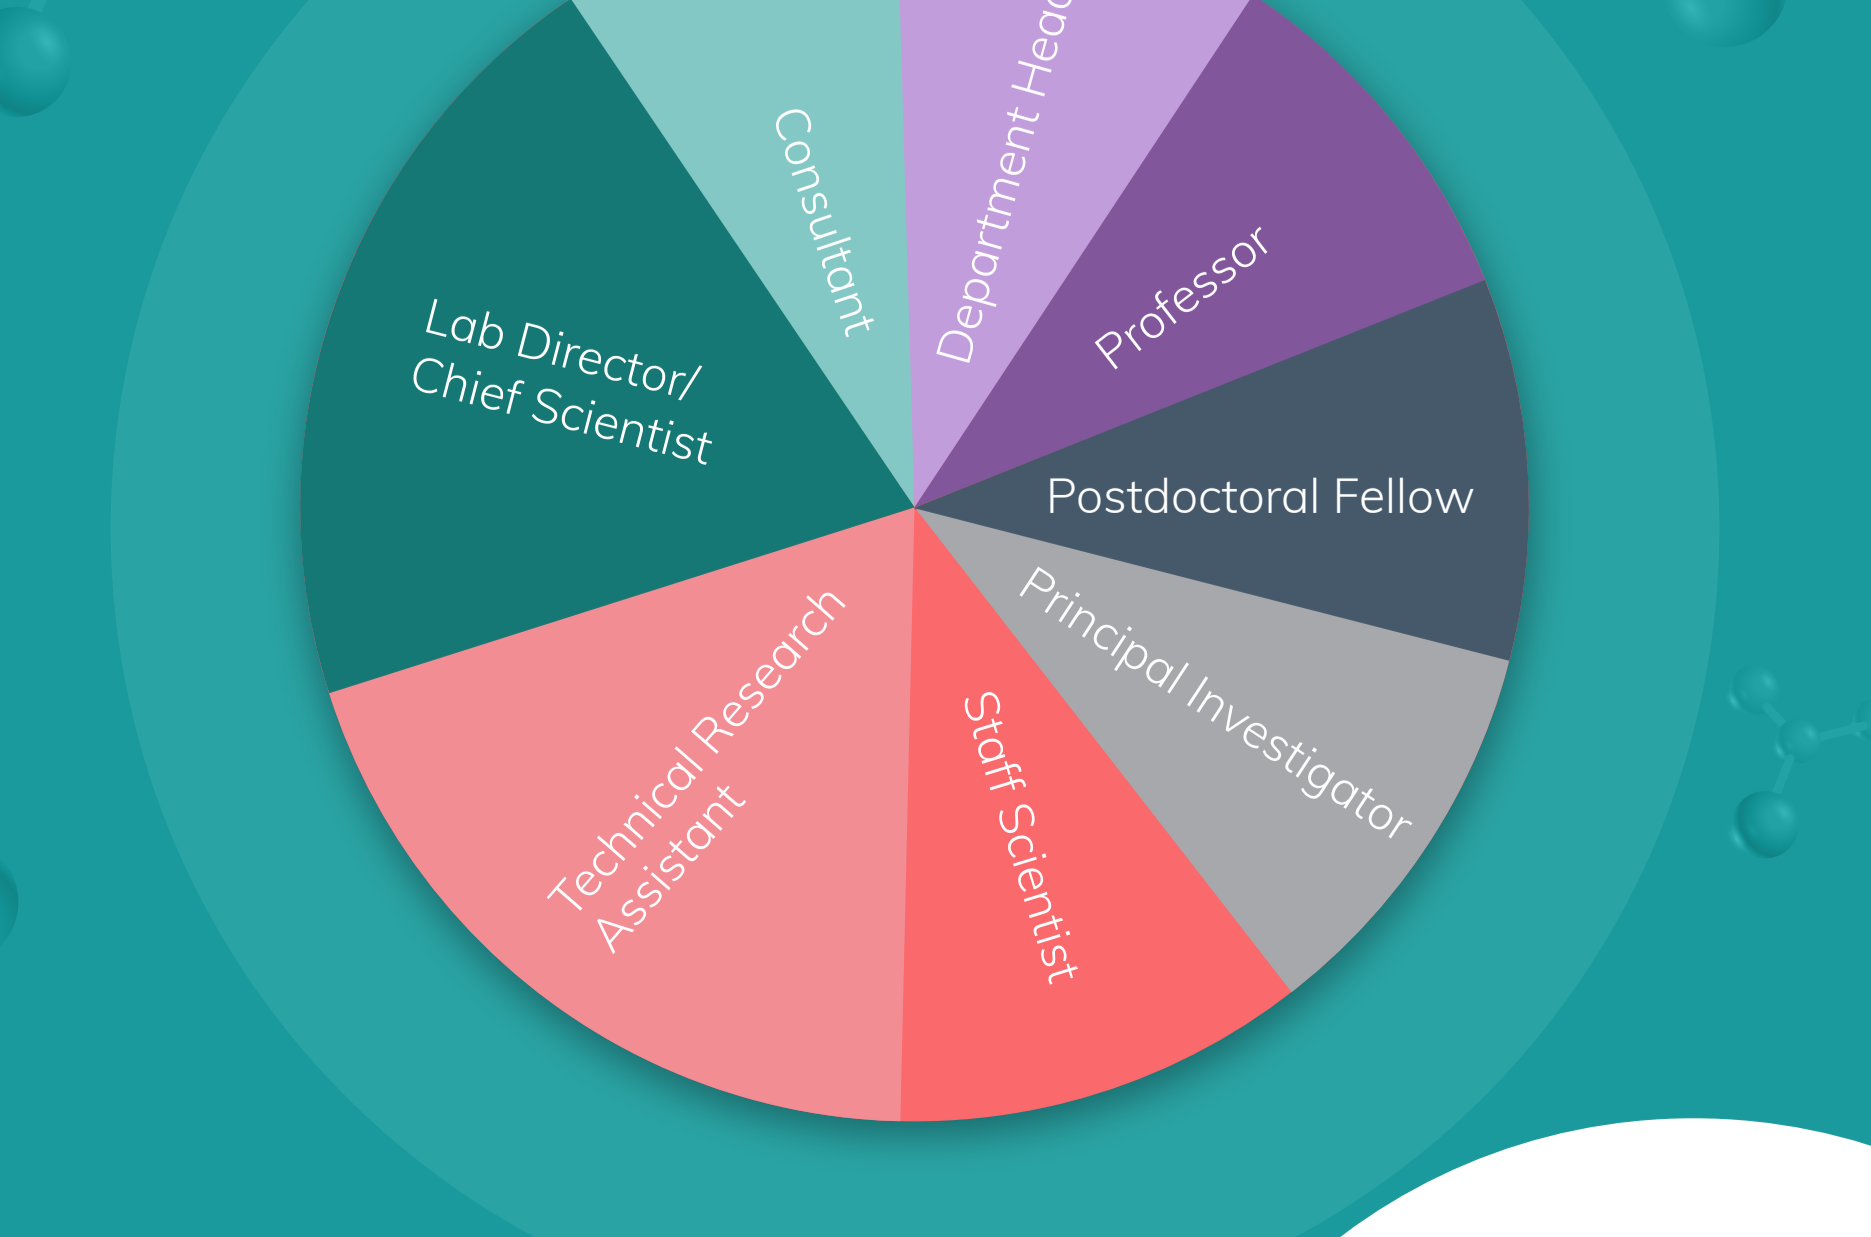 Consultant
Department Head
Professor
Lab Director/
Chief Scientist
Postdoctoral Fellow
Principal Investigator
Technical Research
Assistant
Staff Scientist